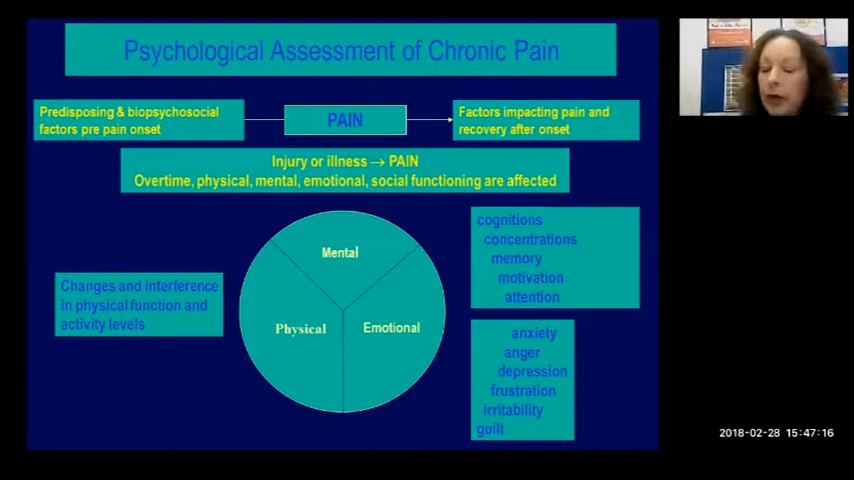 Psychological Assessment of Chronic Pain
Predisposing & biopsychosocial
factors pre pain onset
PAIN
Factors impacting pain and
recovery after onset
Injury or illness → PAIN
Overtime, physical, mental, emotional, social functioning are affected
Mental
Physical
Emotional
Changes and interference
in physical function and
activity levels
cognitions
concentrations
memory
motivation
attention
anxiety
anger
depression
frustration
irritability
guilt
2018-02-28 15:47:16